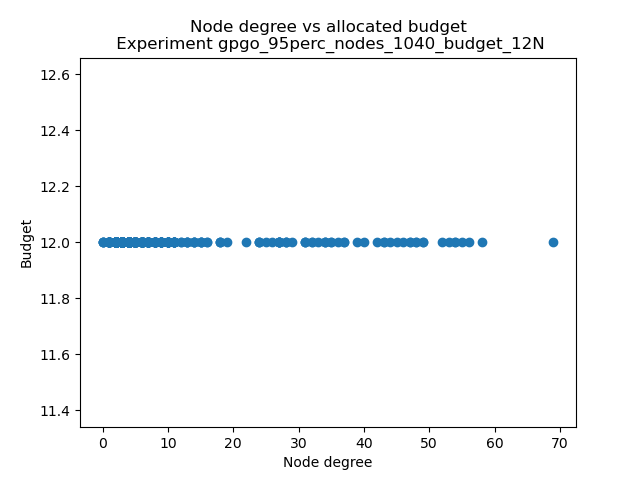 Node degree vs allocated budget
Experiment gpgo_95perc_nodes_1040_budget_12N
12.6
12.4
12.2
12.0
11.8
11.6
11.4
Budget
0 10 20 30 40 50 60 70
Node degree